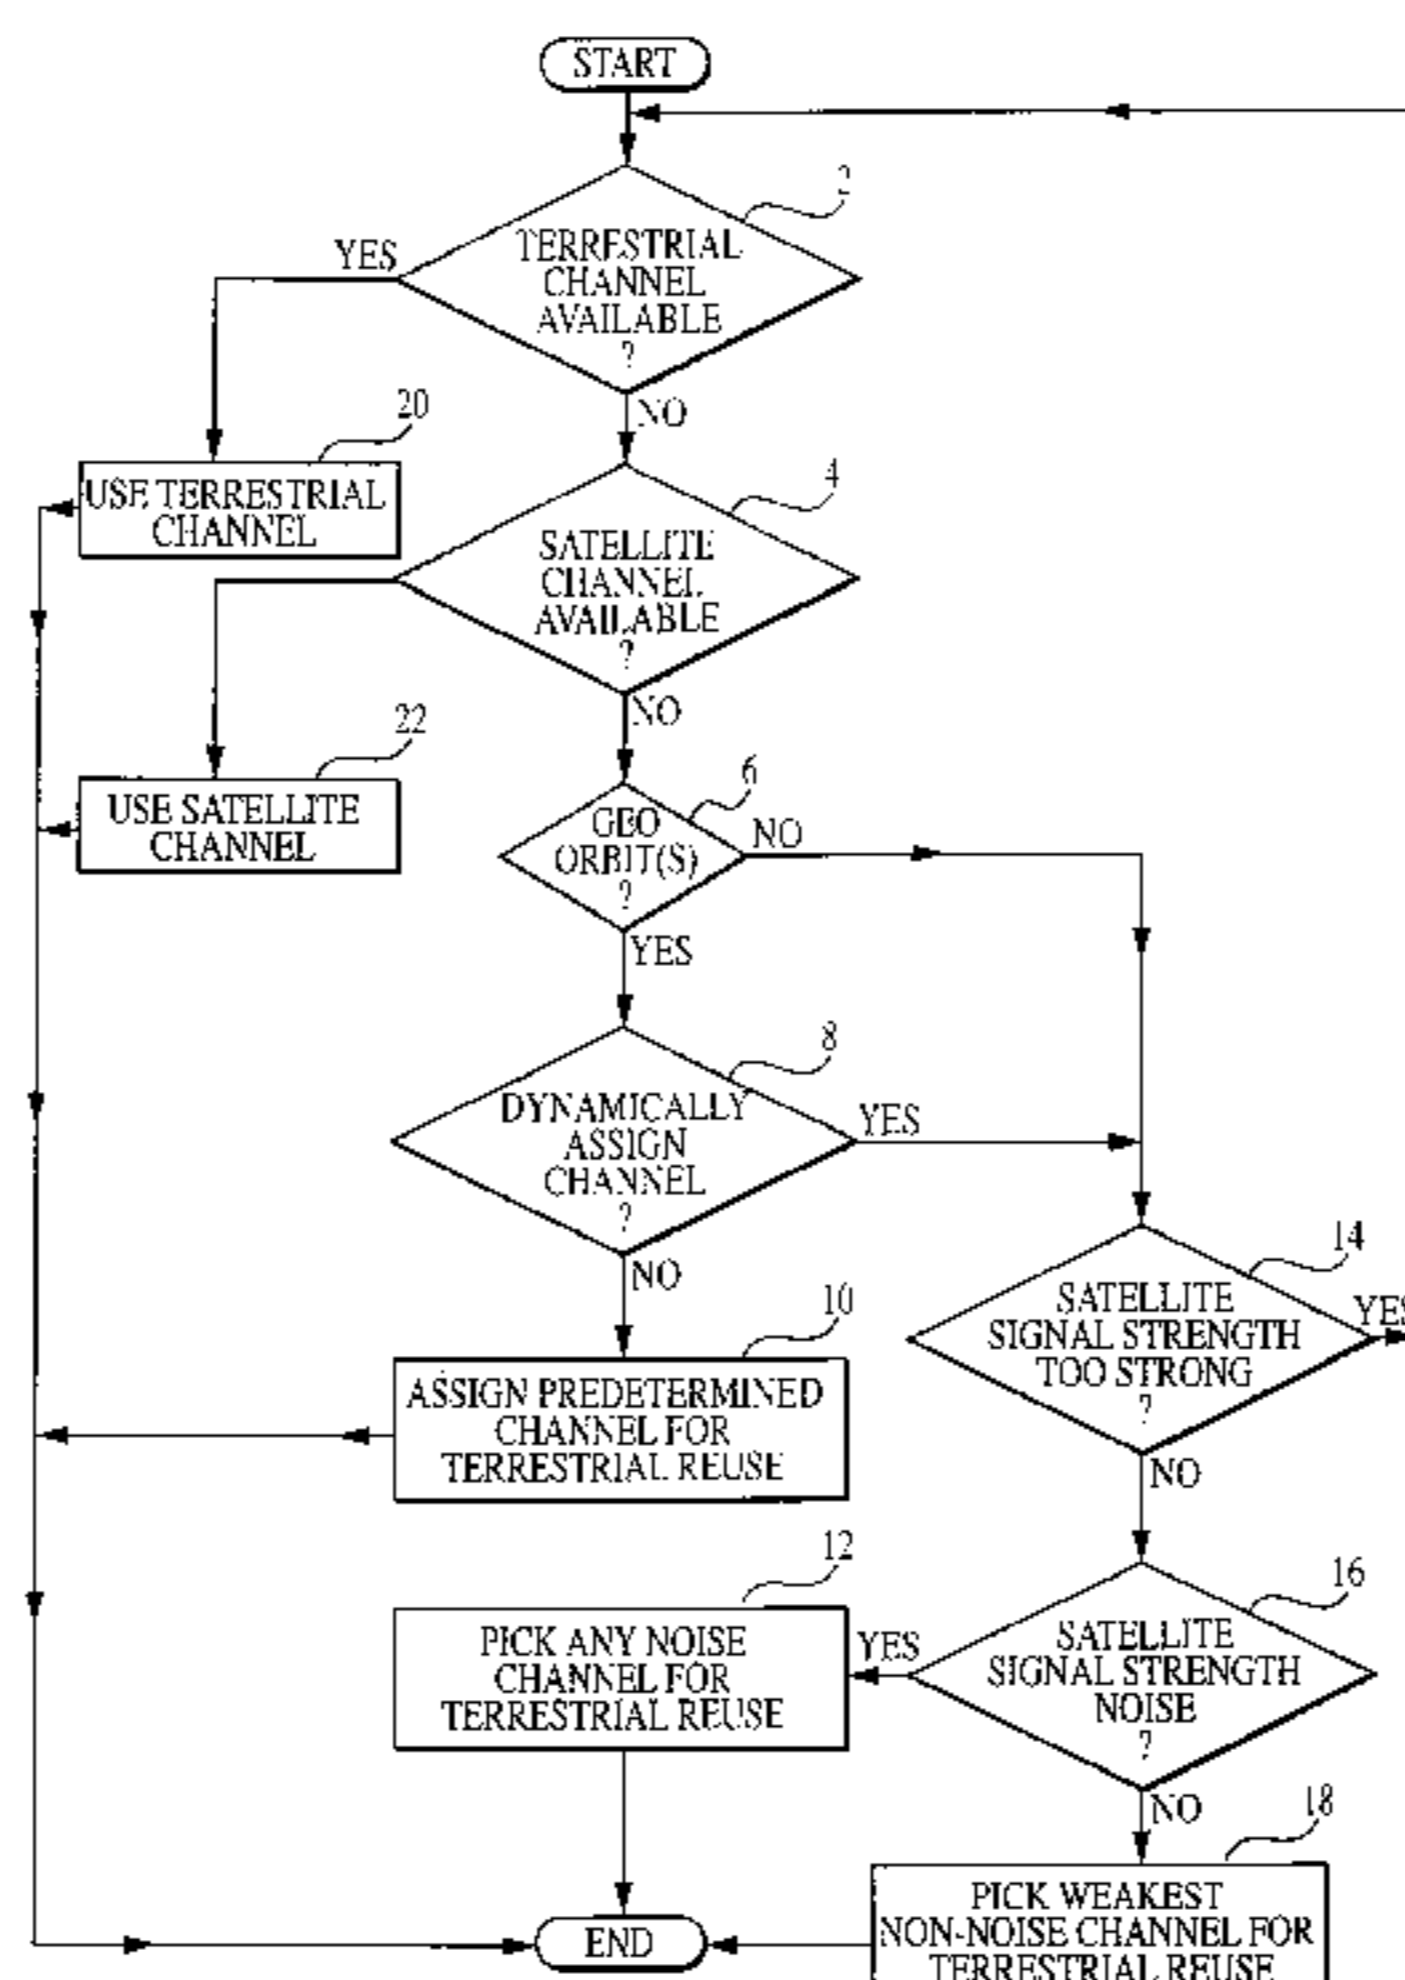 START
2
TERRESTRIAL
CHANNEL
AVAILABLE
?
YES
NO
20
USE TERRESTRIAL
CHANNEL
4
SATELLITE
CHANNEL
AVAILABLE
?
NO
22
USE SATELLITE
CHANNEL
6
GEO
ORBIT(S)
?
NO
YES
8
DYNAMICALLY
ASSIGN
CHANNEL
?
YES
NO
10
ASSIGN PREDETERMINED
CHANNEL FOR
TERRESTRIAL REUSE
14
SATELLITE
SIGNAL STRENGTH
TOO STRONG
?
YES
NO
12
PICK ANY NOISE
CHANNEL FOR
TERRESTRIAL REUSE
16
SATELLITE
SIGNAL STRENGTH
NOISE
?
YES
NO
18
PICK WEAKEST
NON-NOISE CHANNEL FOR
TERRESTRIAL REUSE
END